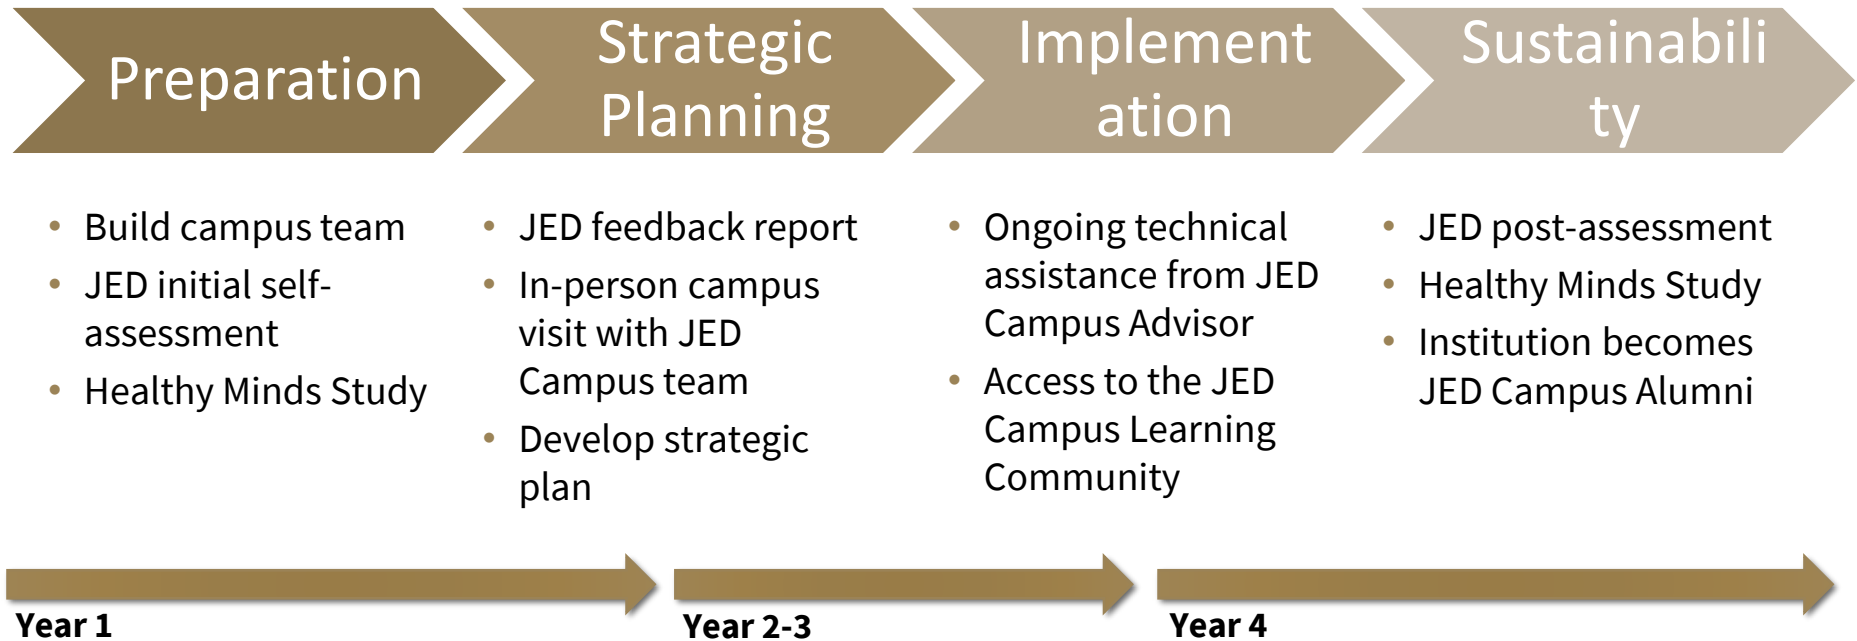 Preparation
Strategic
Planning
Implement
ation
Sustainabili
ty
• Build campus team
• JED initial self-
assessment
• Healthy Minds Study
• JED feedback report
• In-person campus
visit with JED
Campus team
• Develop strategic
plan
• Ongoing technical
assistance from JED
Campus Advisor
• Access to the JED
Campus Learning
Community
• JED post-assessment
• Healthy Minds Study
• Institution becomes
JED Campus Alumni
Year 1
Year 2-3
Year 4